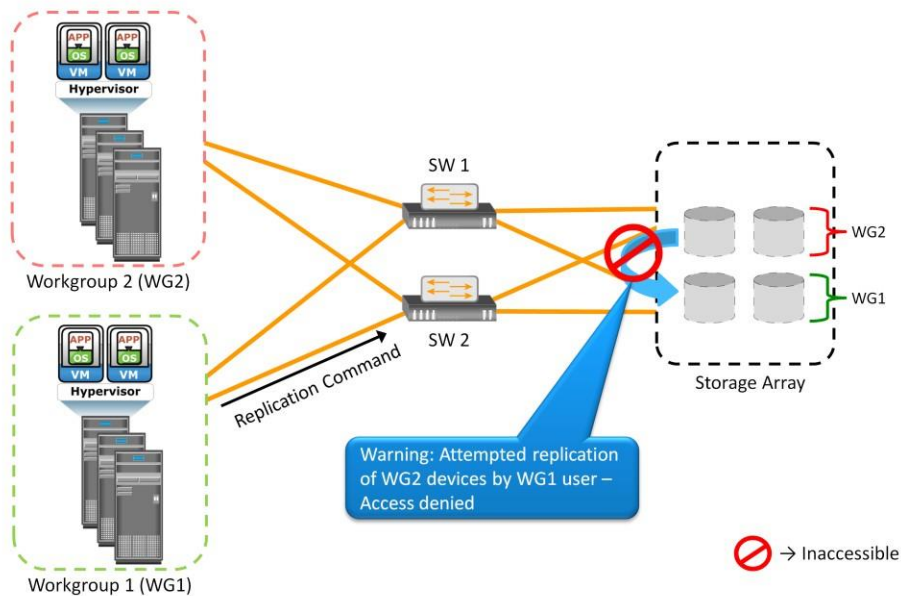 APP APP
OS OS
VM VM
Hypervisor
Workgroup 2 (WG2)
SW 1
SW 2
WG2
WG1
Storage Array
APP APP
OS OS
VM VM
Hypervisor
Replication Command
Workgroup 1 (WG1)
Warning: Attempted replication
of WG2 devices by WG1 user –
Access denied
→ Inaccessible